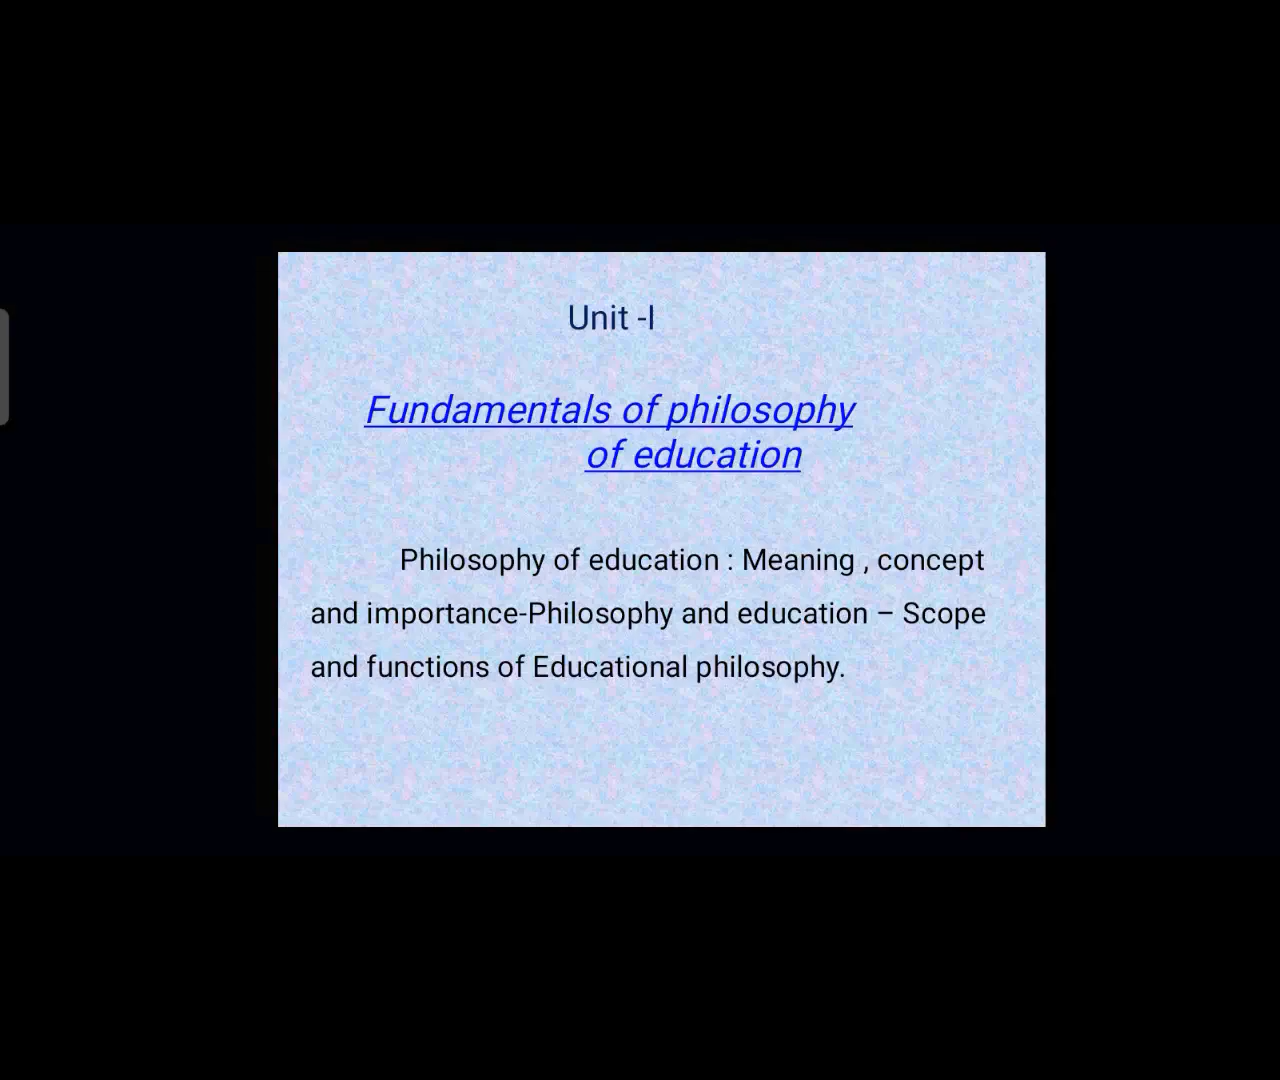 Unit -I
Fundamentals of philosophy
of education
Philosophy of education : Meaning , concept
and importance-Philosophy and education – Scope
and functions of Educational philosophy.